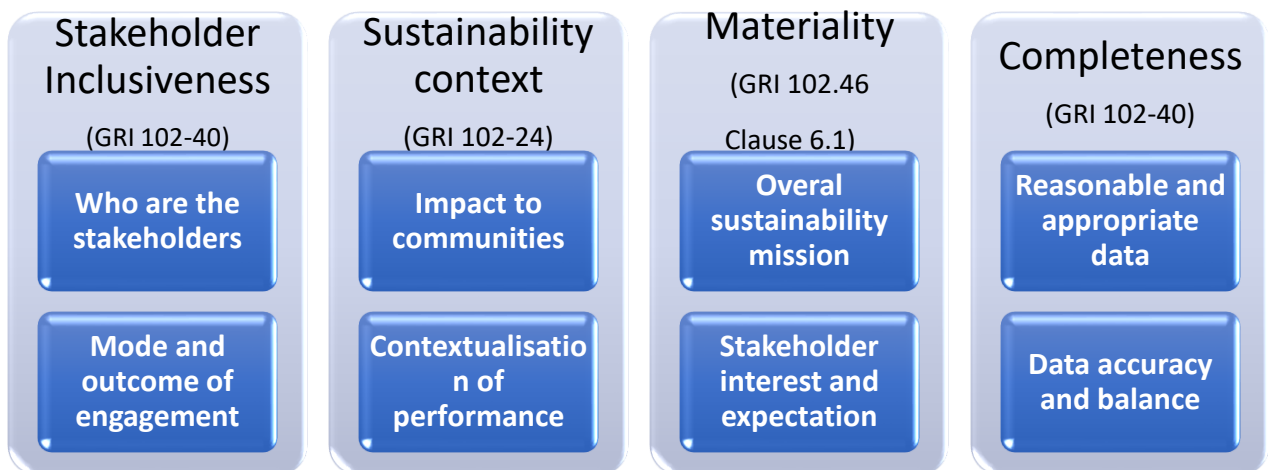 Stakeholder
Inclusiveness
(GRI 102-40)
Who are the
stakeholders
Mode and
outcome of
engagement
Sustainability
context
(GRI 102-24)
Impact to
communities
Contextualisatio
n of
performance
Materiality
(GRI 102.46
Clause 6.1)
Overal
sustainability
mission
Stakeholder
interest and
expectation
Completeness
(GRI 102-40)
Reasonable and
appropriate
data
Data accuracy
and balance